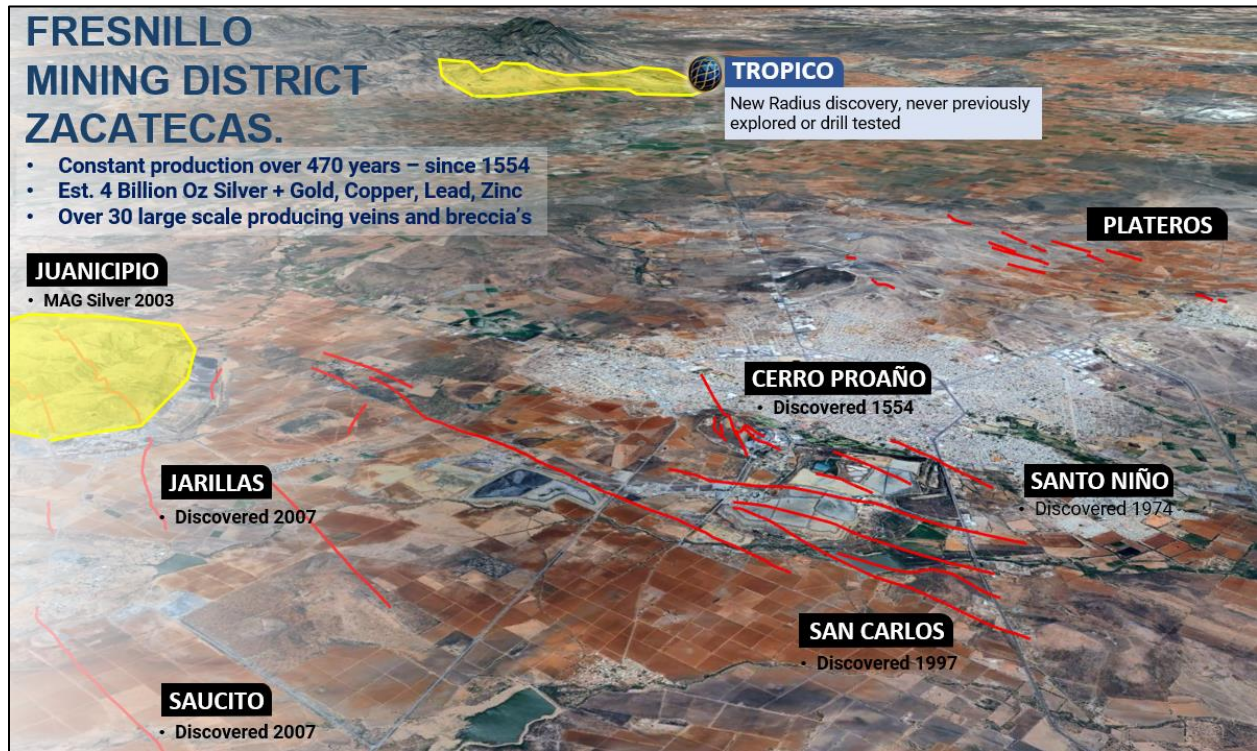 FRESNILLO
MINING DISTRICT
ZACATECAS.
• Constant production over 470 years – since 1554
• Est. 4 Billion Oz Silver + Gold, Copper, Lead, Zinc
• Over 30 large scale producing veins and breccia's
TROPICO
New Radius discovery, never previously
explored or drill tested
PLATEROS
JUANICIPIO
• MAG Silver 2003
CERRO PROAÑO
• Discovered 1554
JARILLAS
• Discovered 2007
SANTO NIÑO
• Discovered 1974
SAN CARLOS
• Discovered 1997
SAUCITO
• Discovered 2007